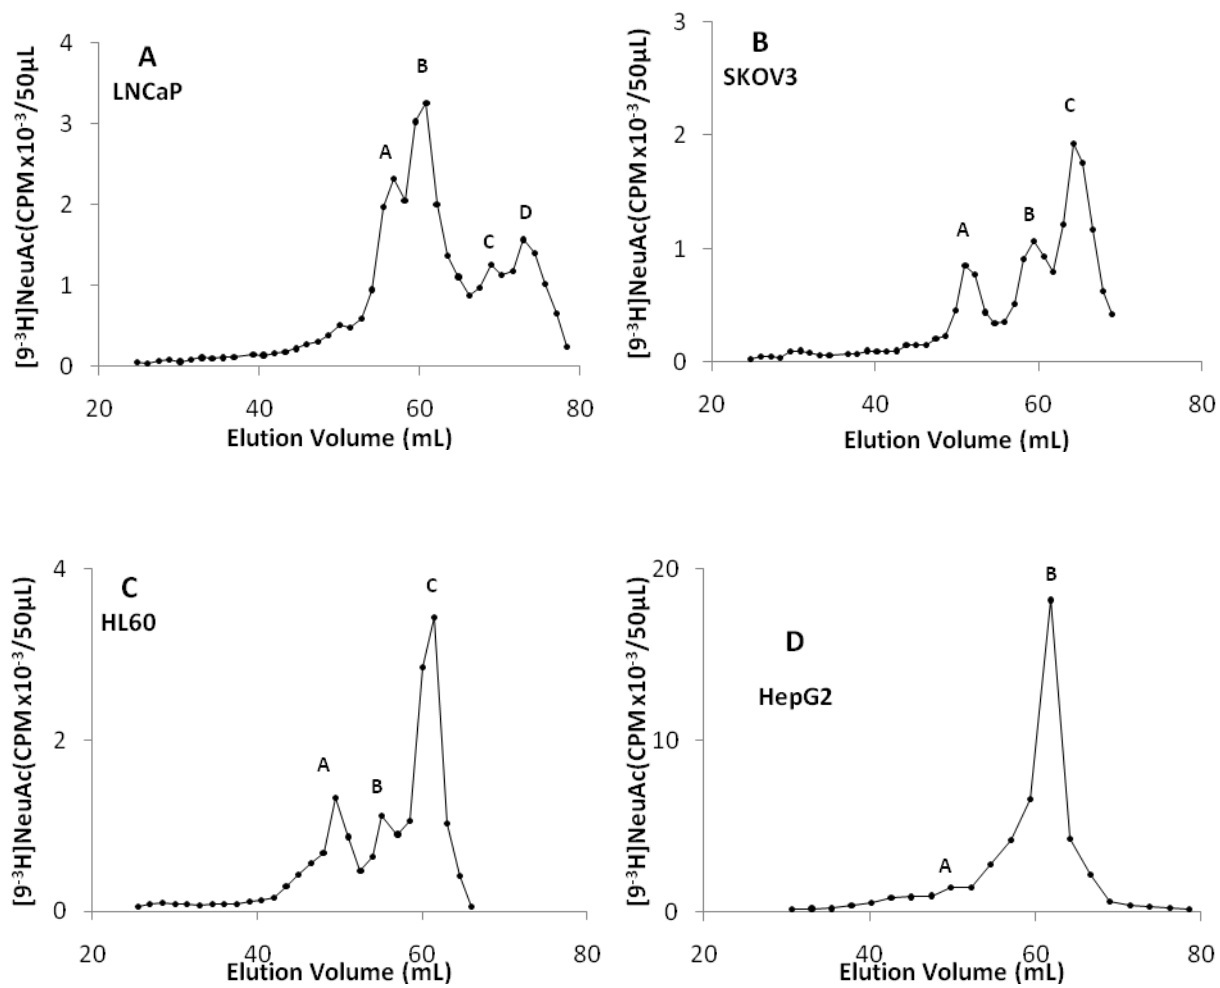 A
LNCaP
[9-³H]NeuAc(CPM x10⁻³/50µL
4
3
2
1
0
A
B
C
D
20 40 60 80
Elution Volume (mL)
B
SKOV3
[9-³H]NeuAc(CPM x10⁻³/50µL
3
2
1
0
A
B
C
20 40 60 80
Elution Volume (mL)
C
HL60
[9-³H]NeuAc(CPM x10⁻³/50µL
4
2
0
A
B
C
20 40 60 80
Elution Volume (mL)
D
HepG2
[9-³H]NeuAc(CPM x10⁻³/50µL
20
10
0
A
B
20 40 60 80
Elution Volume (mL)